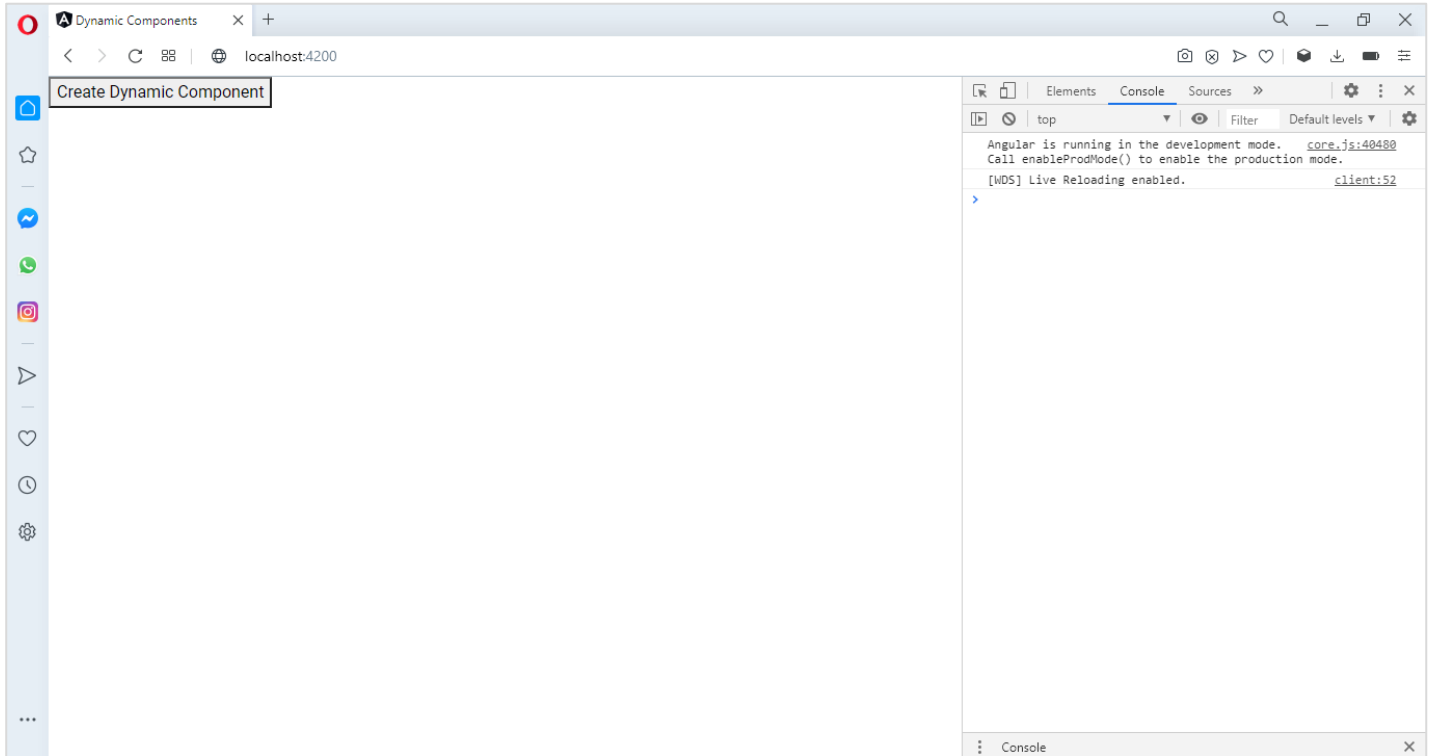 Dynamic Components
localhost:4200
Create Dynamic Component
Elements Console Sources
top Filter Default levels
Angular is running in the development mode. core.js:40480
Call enableProdMode() to enable the production mode.
[WDS] Live Reloading enabled. client:52
Console